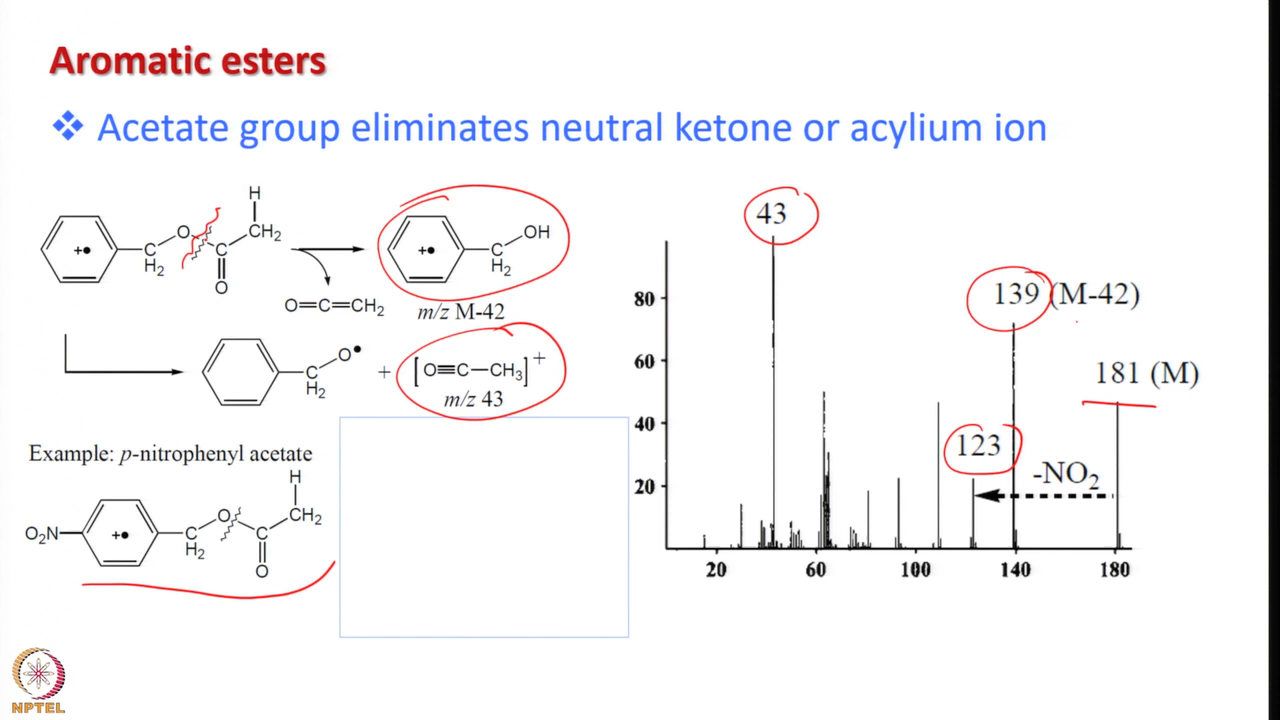 Aromatic esters
❖ Acetate group eliminates neutral ketone or acylium ion
H
O
C
CH₂
C
H₂
O
+•
O=C=CH₂
+•
OH
C
H₂
m/z M-42
O•
C
H₂
+
[O≡C—CH₃]⁺
m/z 43
Example: p-nitrophenyl acetate
H
O₂N
+•
O
C
CH₂
C
H₂
O
43
139 (M-42)
181 (M)
123
-NO₂
80
60
40
20
20 60 100 140 180
NPTEL